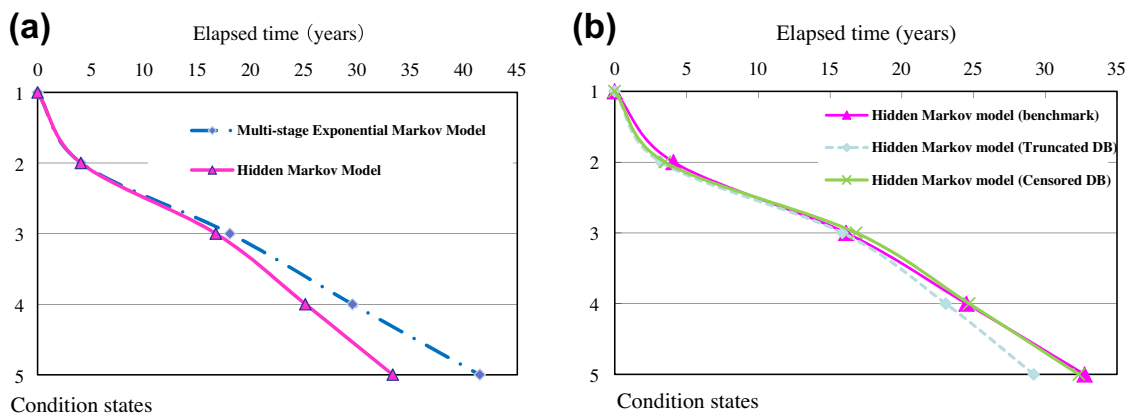 (a)
Elapsed time (years)
0 5 10 15 20 25 30 35 40 45
1
2
3
4
5
Multi-stage Exponential Markov Model
Hidden Markov Model
Condition states
(b)
Elapsed time (years)
0 5 10 15 20 25 30 35
1
2
3
4
5
Hidden Markov model (benchmark)
Hidden Markov model (Truncated DB)
Hidden Markov model (Censored DB)
Condition states